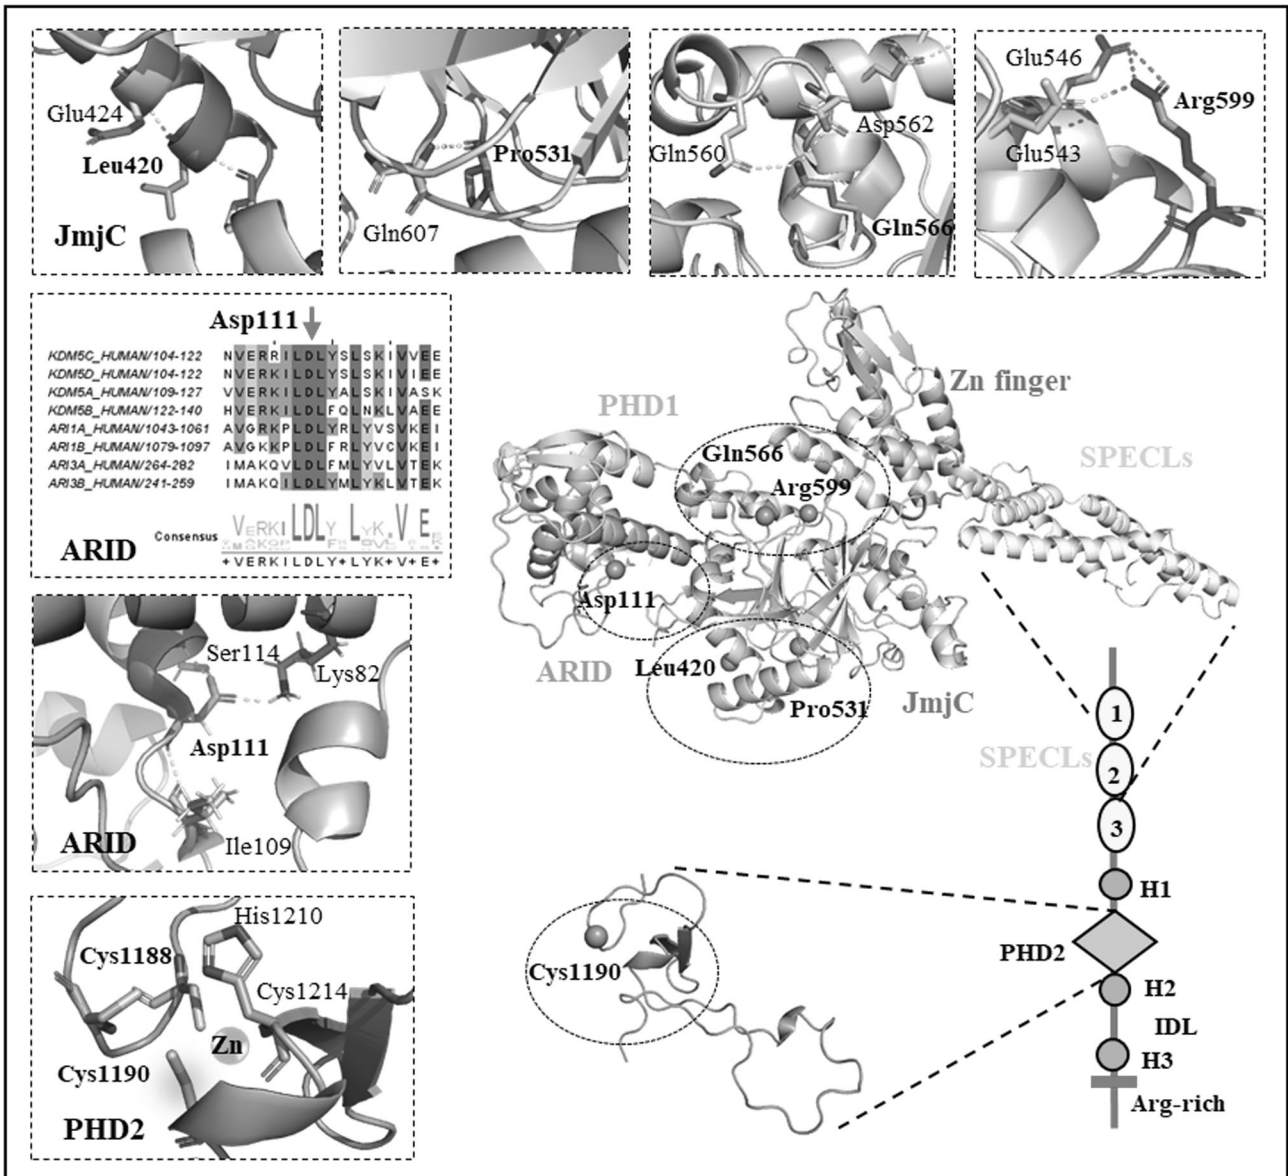 Glu424
Leu420
JmjC
Pro531
Gln607
Gln560
Asp562
Gln566
Glu546
Arg599
Glu543
Asp111
KDM5C_HUMAN/104-122 NVERRILDLYSLSKIVVEE
KDM5D_HUMAN/104-122 NVERKILDLYSLSKIVIEE
KDM5A_HUMAN/109-127 VVERKILDLYALSKIVASK
KDM5B_HUMAN/122-140 HVERKILDLFQLNKLVAEE
ARI1A_HUMAN/1043-1061 AVGRKPLDLYRLYVSVKEI
ARI1B_HUMAN/1079-1097 AVGKKPLDLFRLYVCVKEI
ARI3A_HUMAN/264-282 IMAKQVLDLFMLYVLVTEK
ARI3B_HUMAN/241-259 IMAKQILDLYMLYKLVTEK
Consensus
+VERKILDLY+LYK+V+E+
ARID
Ser114
Lys82
Asp111
Ile109
ARID
His1210
Cys1188
Cys1214
Zn
Cys1190
PHD2
PHD1
Zn finger
SPECLs
Gln566
Arg599
Asp111
ARID
Leu420
Pro531
JmjC
SPECLs
1
2
3
H1
PHD2
H2
IDL
H3
Arg-rich
Cys1190